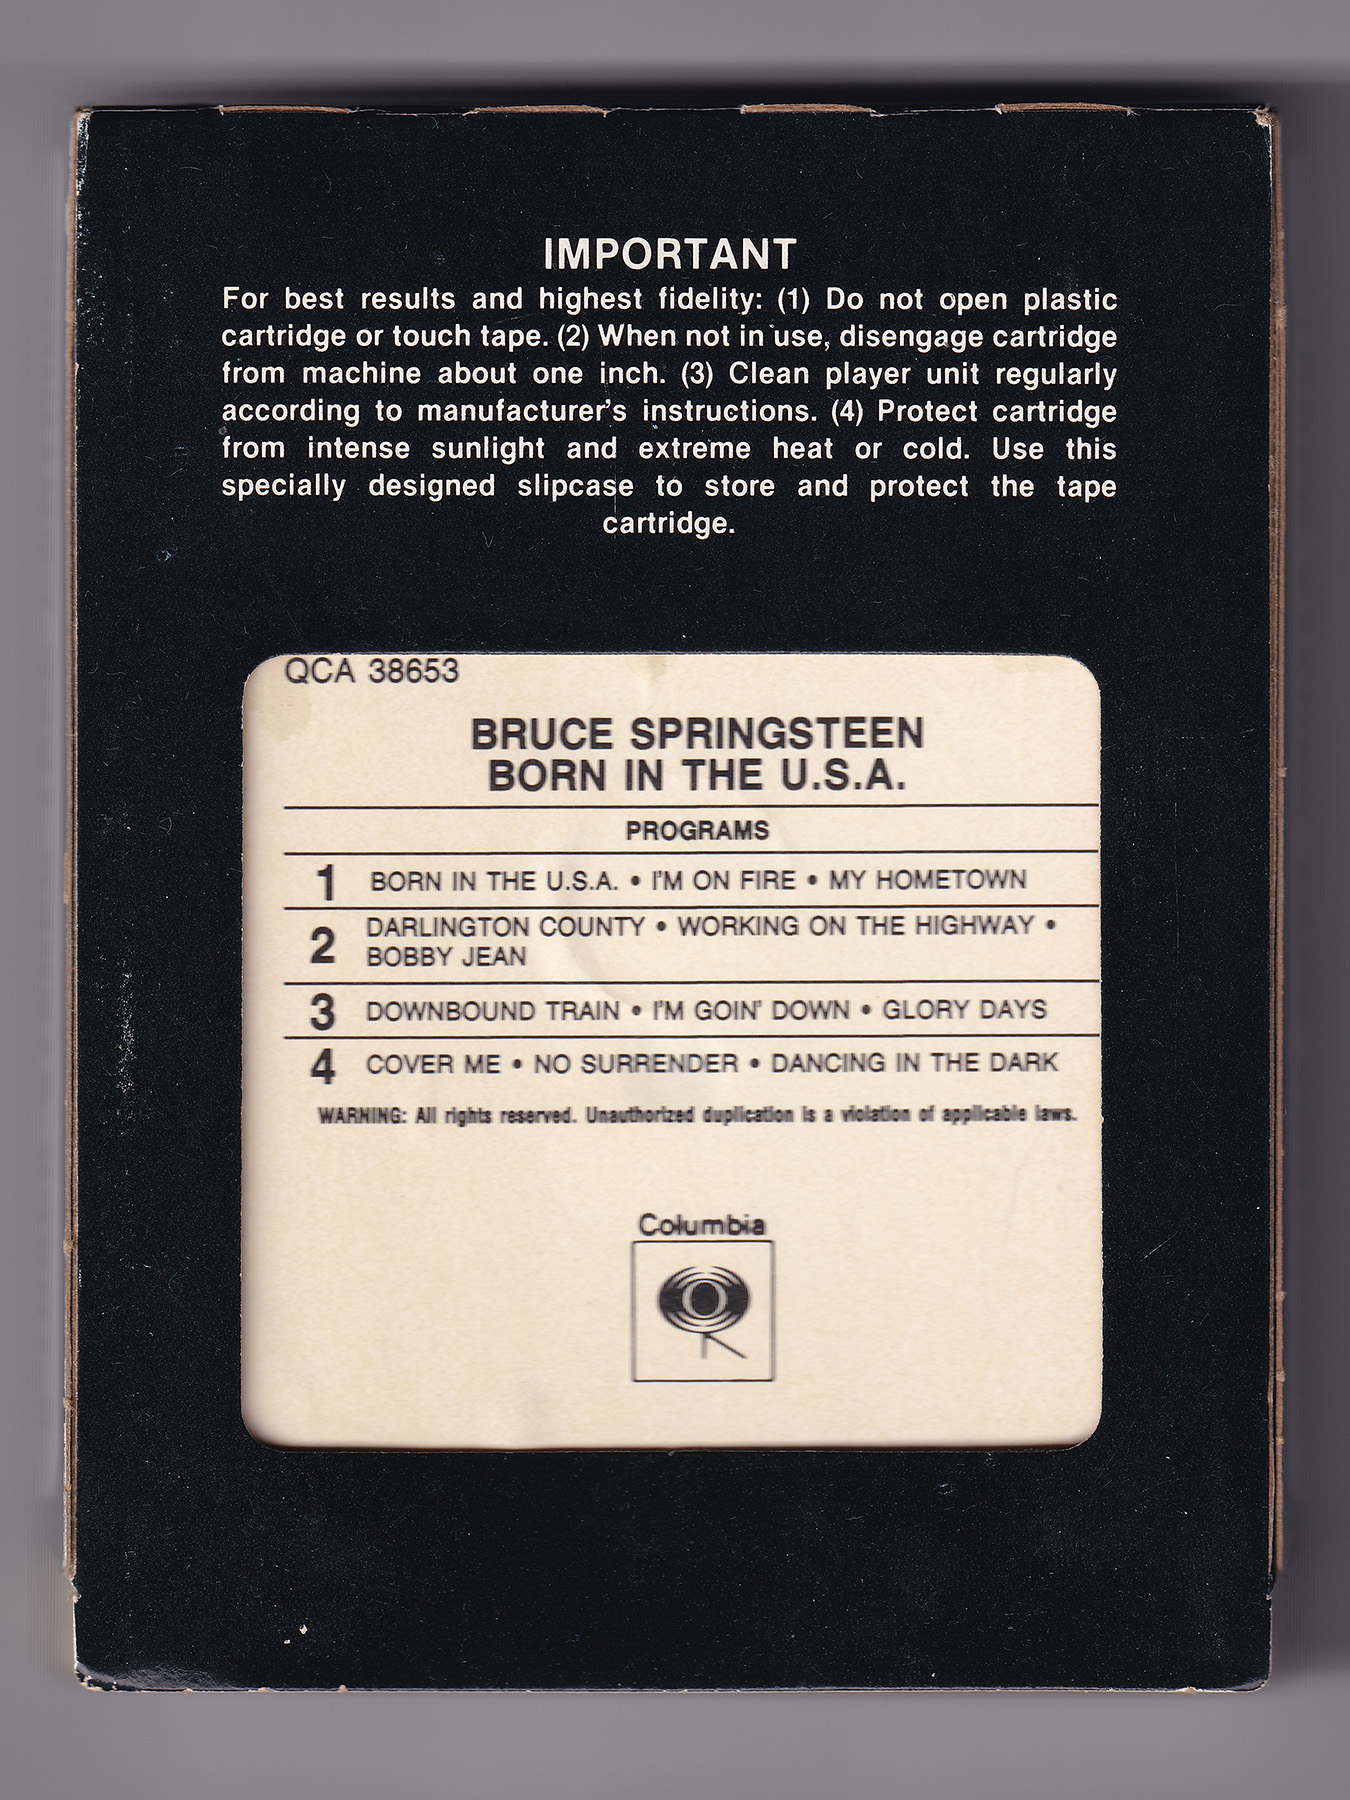 IMPORTANT
For best results and highest fidelity: (1) Do not open plastic
cartridge or touch tape. (2) When not in use, disengage cartridge
from machine about one inch. (3) Clean player unit regularly
according to manufacturer's instructions. (4) Protect cartridge
from intense sunlight and extreme heat or cold. Use this
specially designed slipcase to store and protect the tape
cartridge.
QCA 38653
BRUCE SPRINGSTEEN
BORN IN THE U.S.A.
PROGRAMS
1 BORN IN THE U.S.A. • I'M ON FIRE • MY HOMETOWN
2 DARLINGTON COUNTY • WORKING ON THE HIGHWAY •
BOBBY JEAN
3 DOWNBOUND TRAIN • I'M GOIN' DOWN • GLORY DAYS
4 COVER ME • NO SURRENDER • DANCING IN THE DARK
WARNING: All rights reserved. Unauthorized duplication is a violation of applicable laws.
Columbia